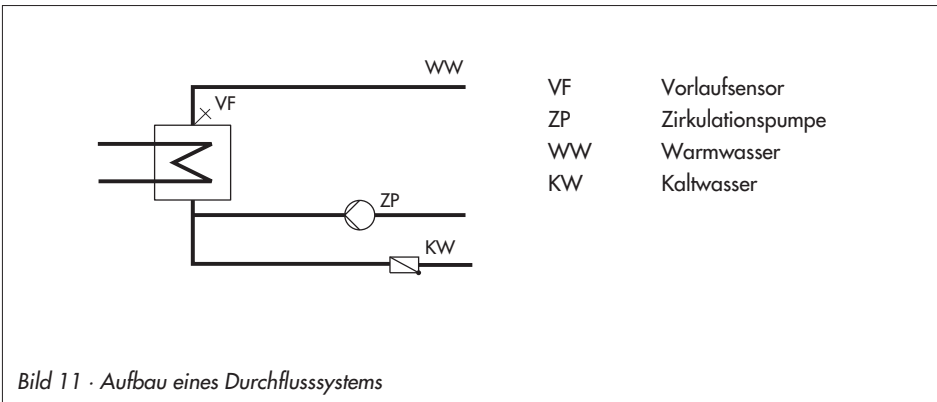 WW
VF
ZP
KW
VF Vorlaufsensor
ZP Zirkulationspumpe
WW Warmwasser
KW Kaltwasser
Bild 11 · Aufbau eines Durchflusssystems